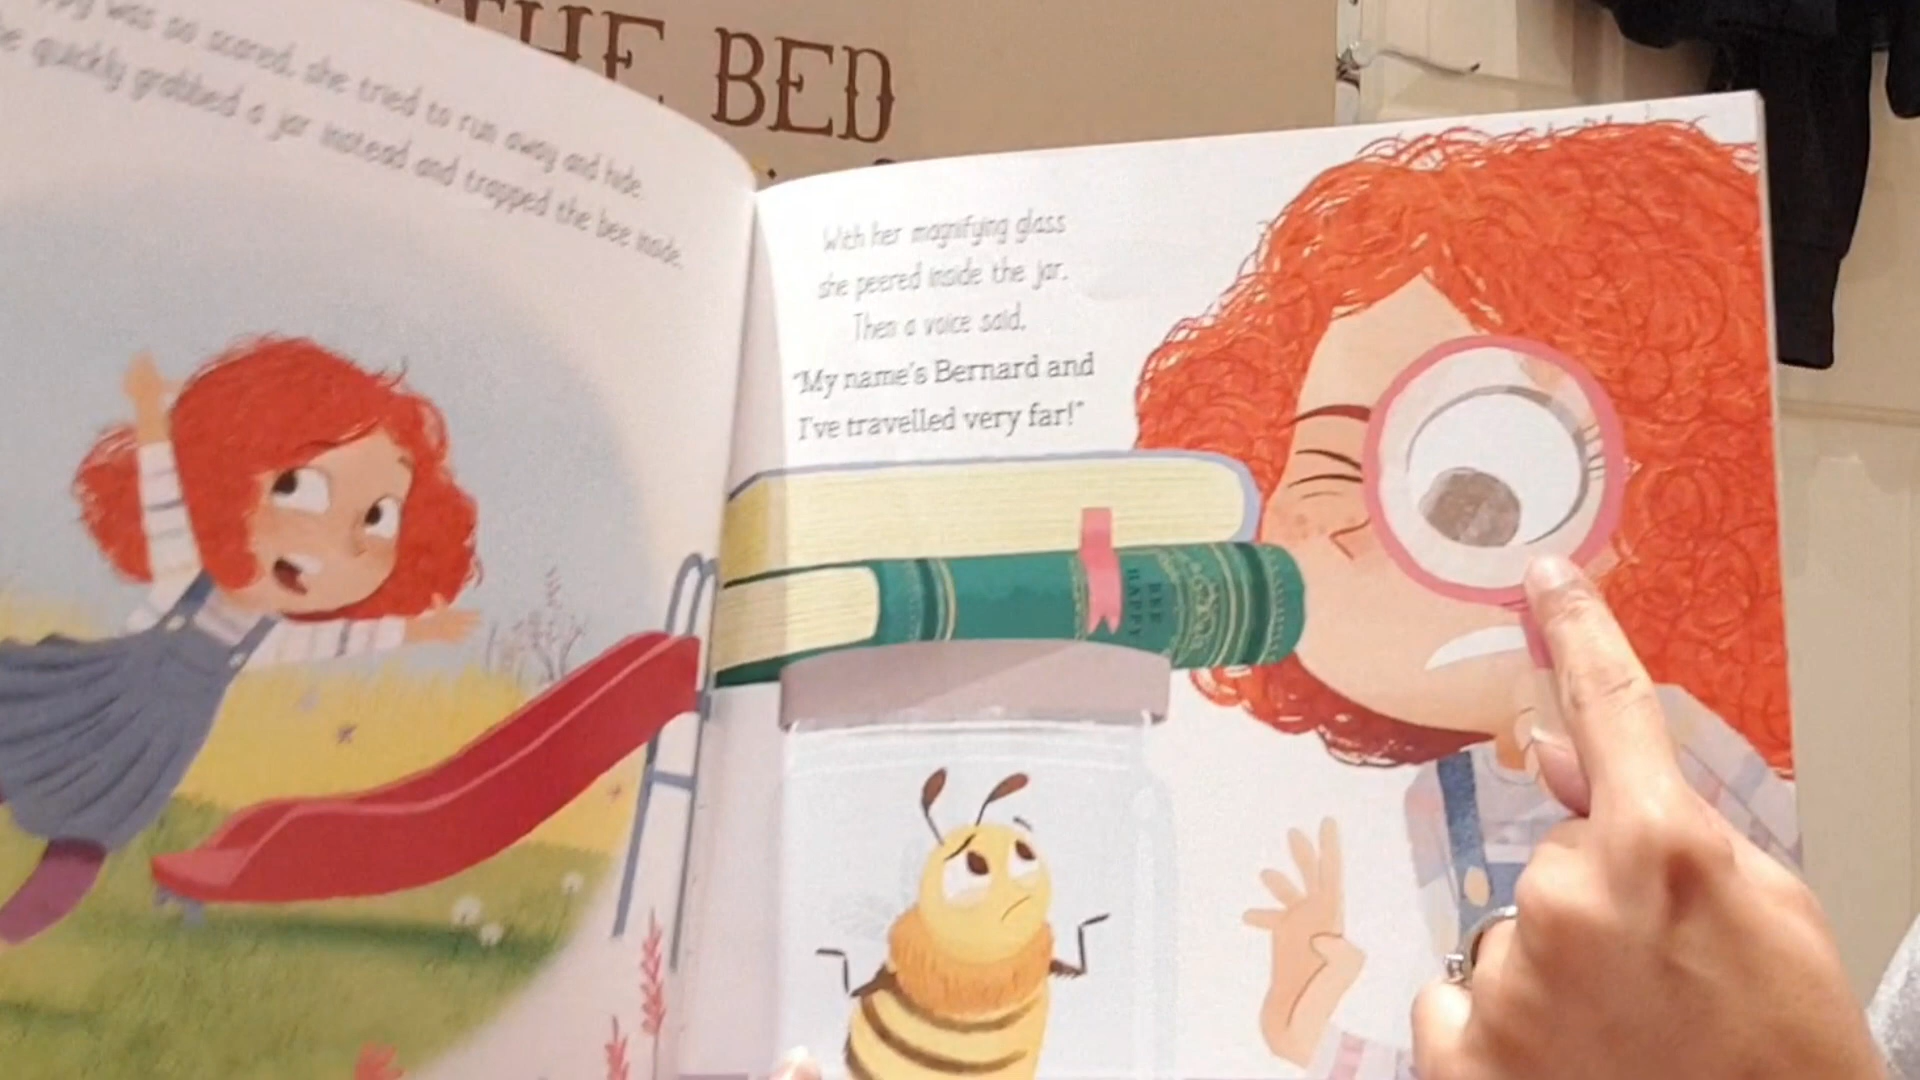 THE BED
was so scared, she tried to run away and hide.
quickly grabbed a jar instead and trapped the bee inside.
With her magnifying glass
she peered inside the jar.
Then a voice said,
"My name's Bernard and
I've travelled very far!"
BEE
HAPPY